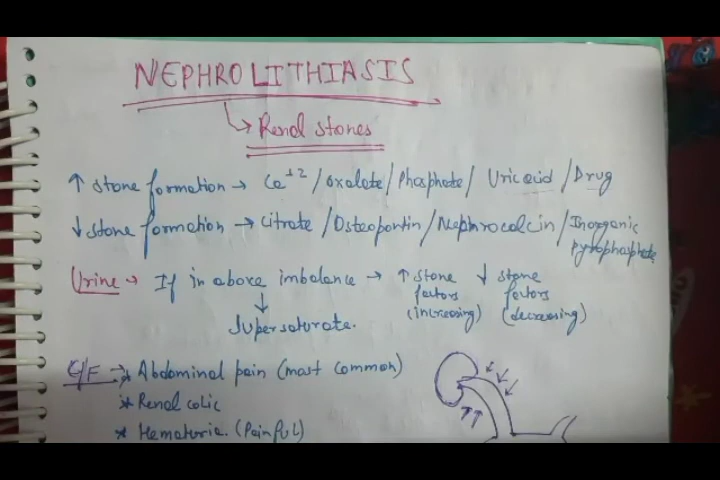 NEPHROLITHIASIS
↳ Renal stones
↑ stone formation → Ca+2 / oxalate / Phosphate / Uric acid / Drug
↓ stone formation → Citrate / Osteopontin / Nephrocalcin / Inorganic pyrophosphate
Urine → If in above imbalance → ↑ stone factors (increasing) ↓ stone factors (decreasing)
↓
Supersaturate.
C/F → * Abdominal pain (most common)
* Renal colic
* Hematuria. (Painful)